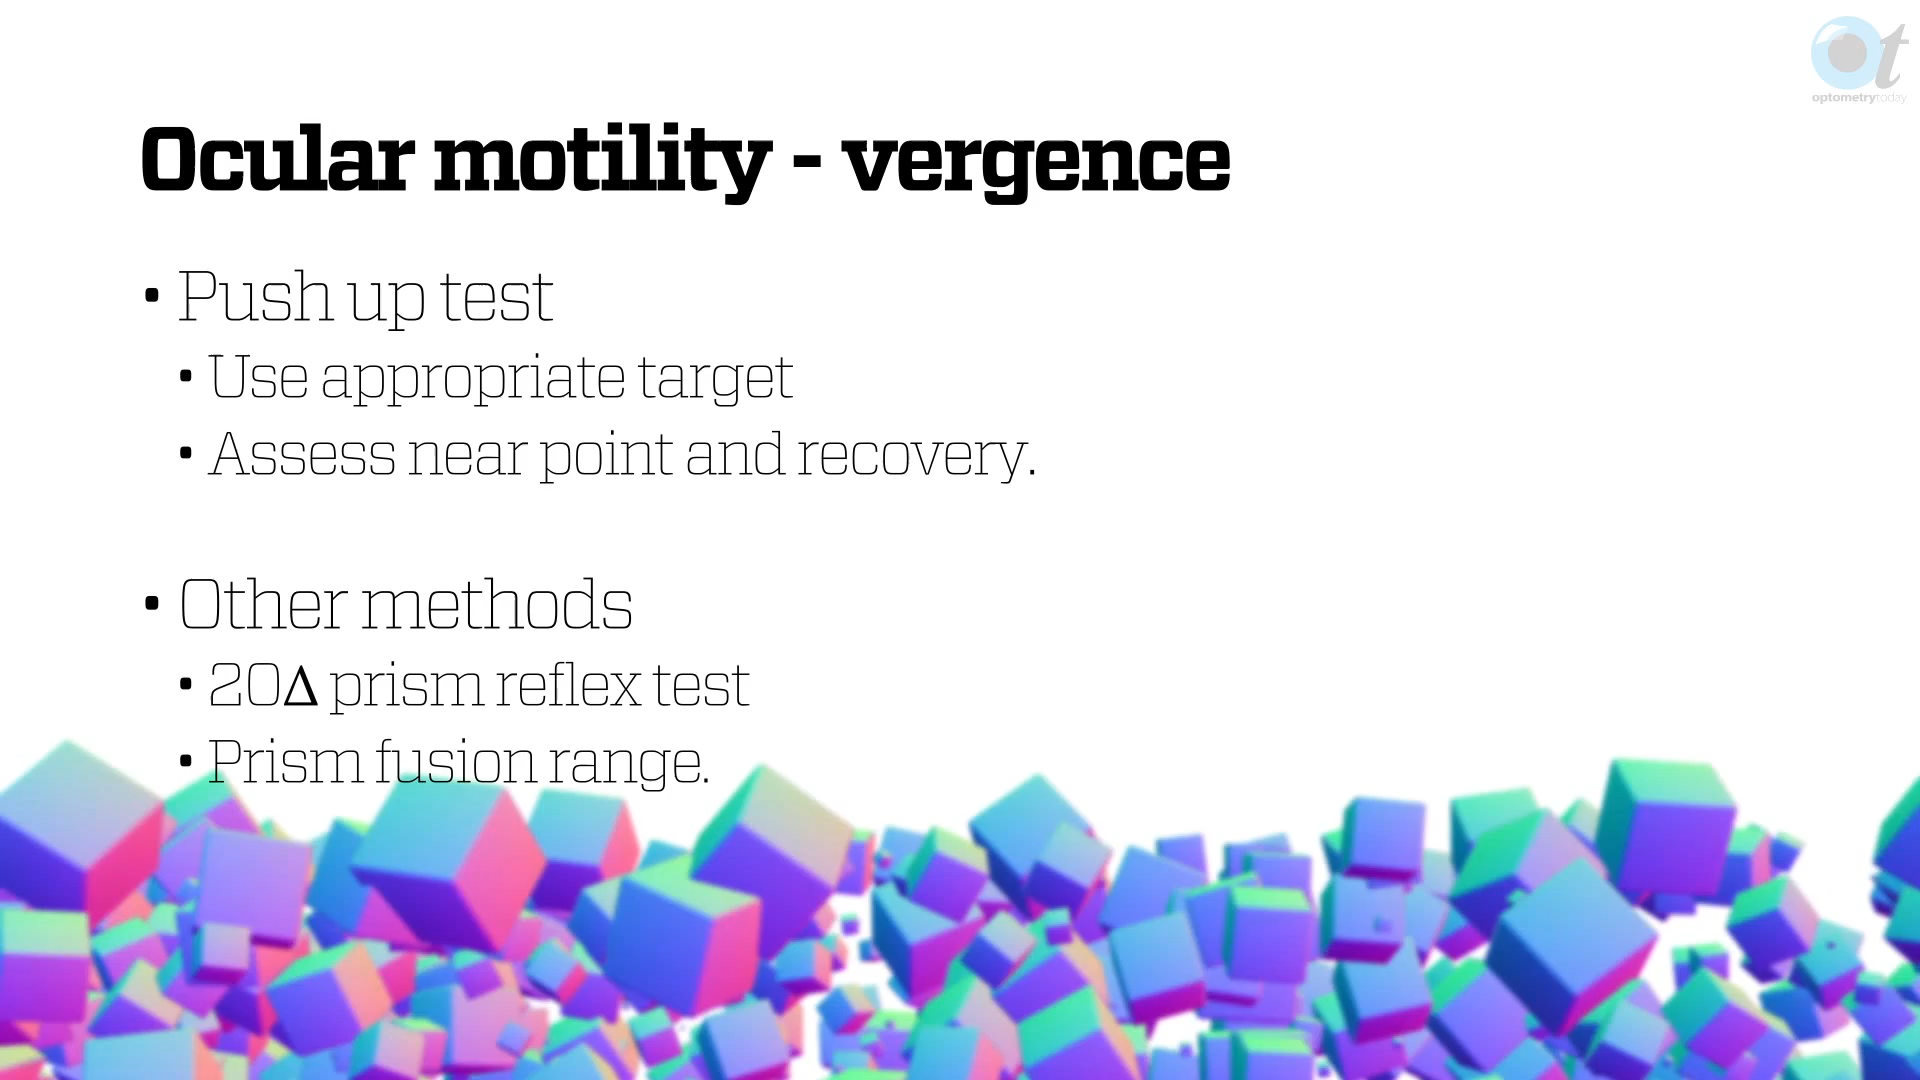 optometrytoday
Ocular motility - vergence
• Push up test
• Use appropriate target
• Assess near point and recovery.
• Other methods
• 20Δ prism reflex test
• Prism fusion range.